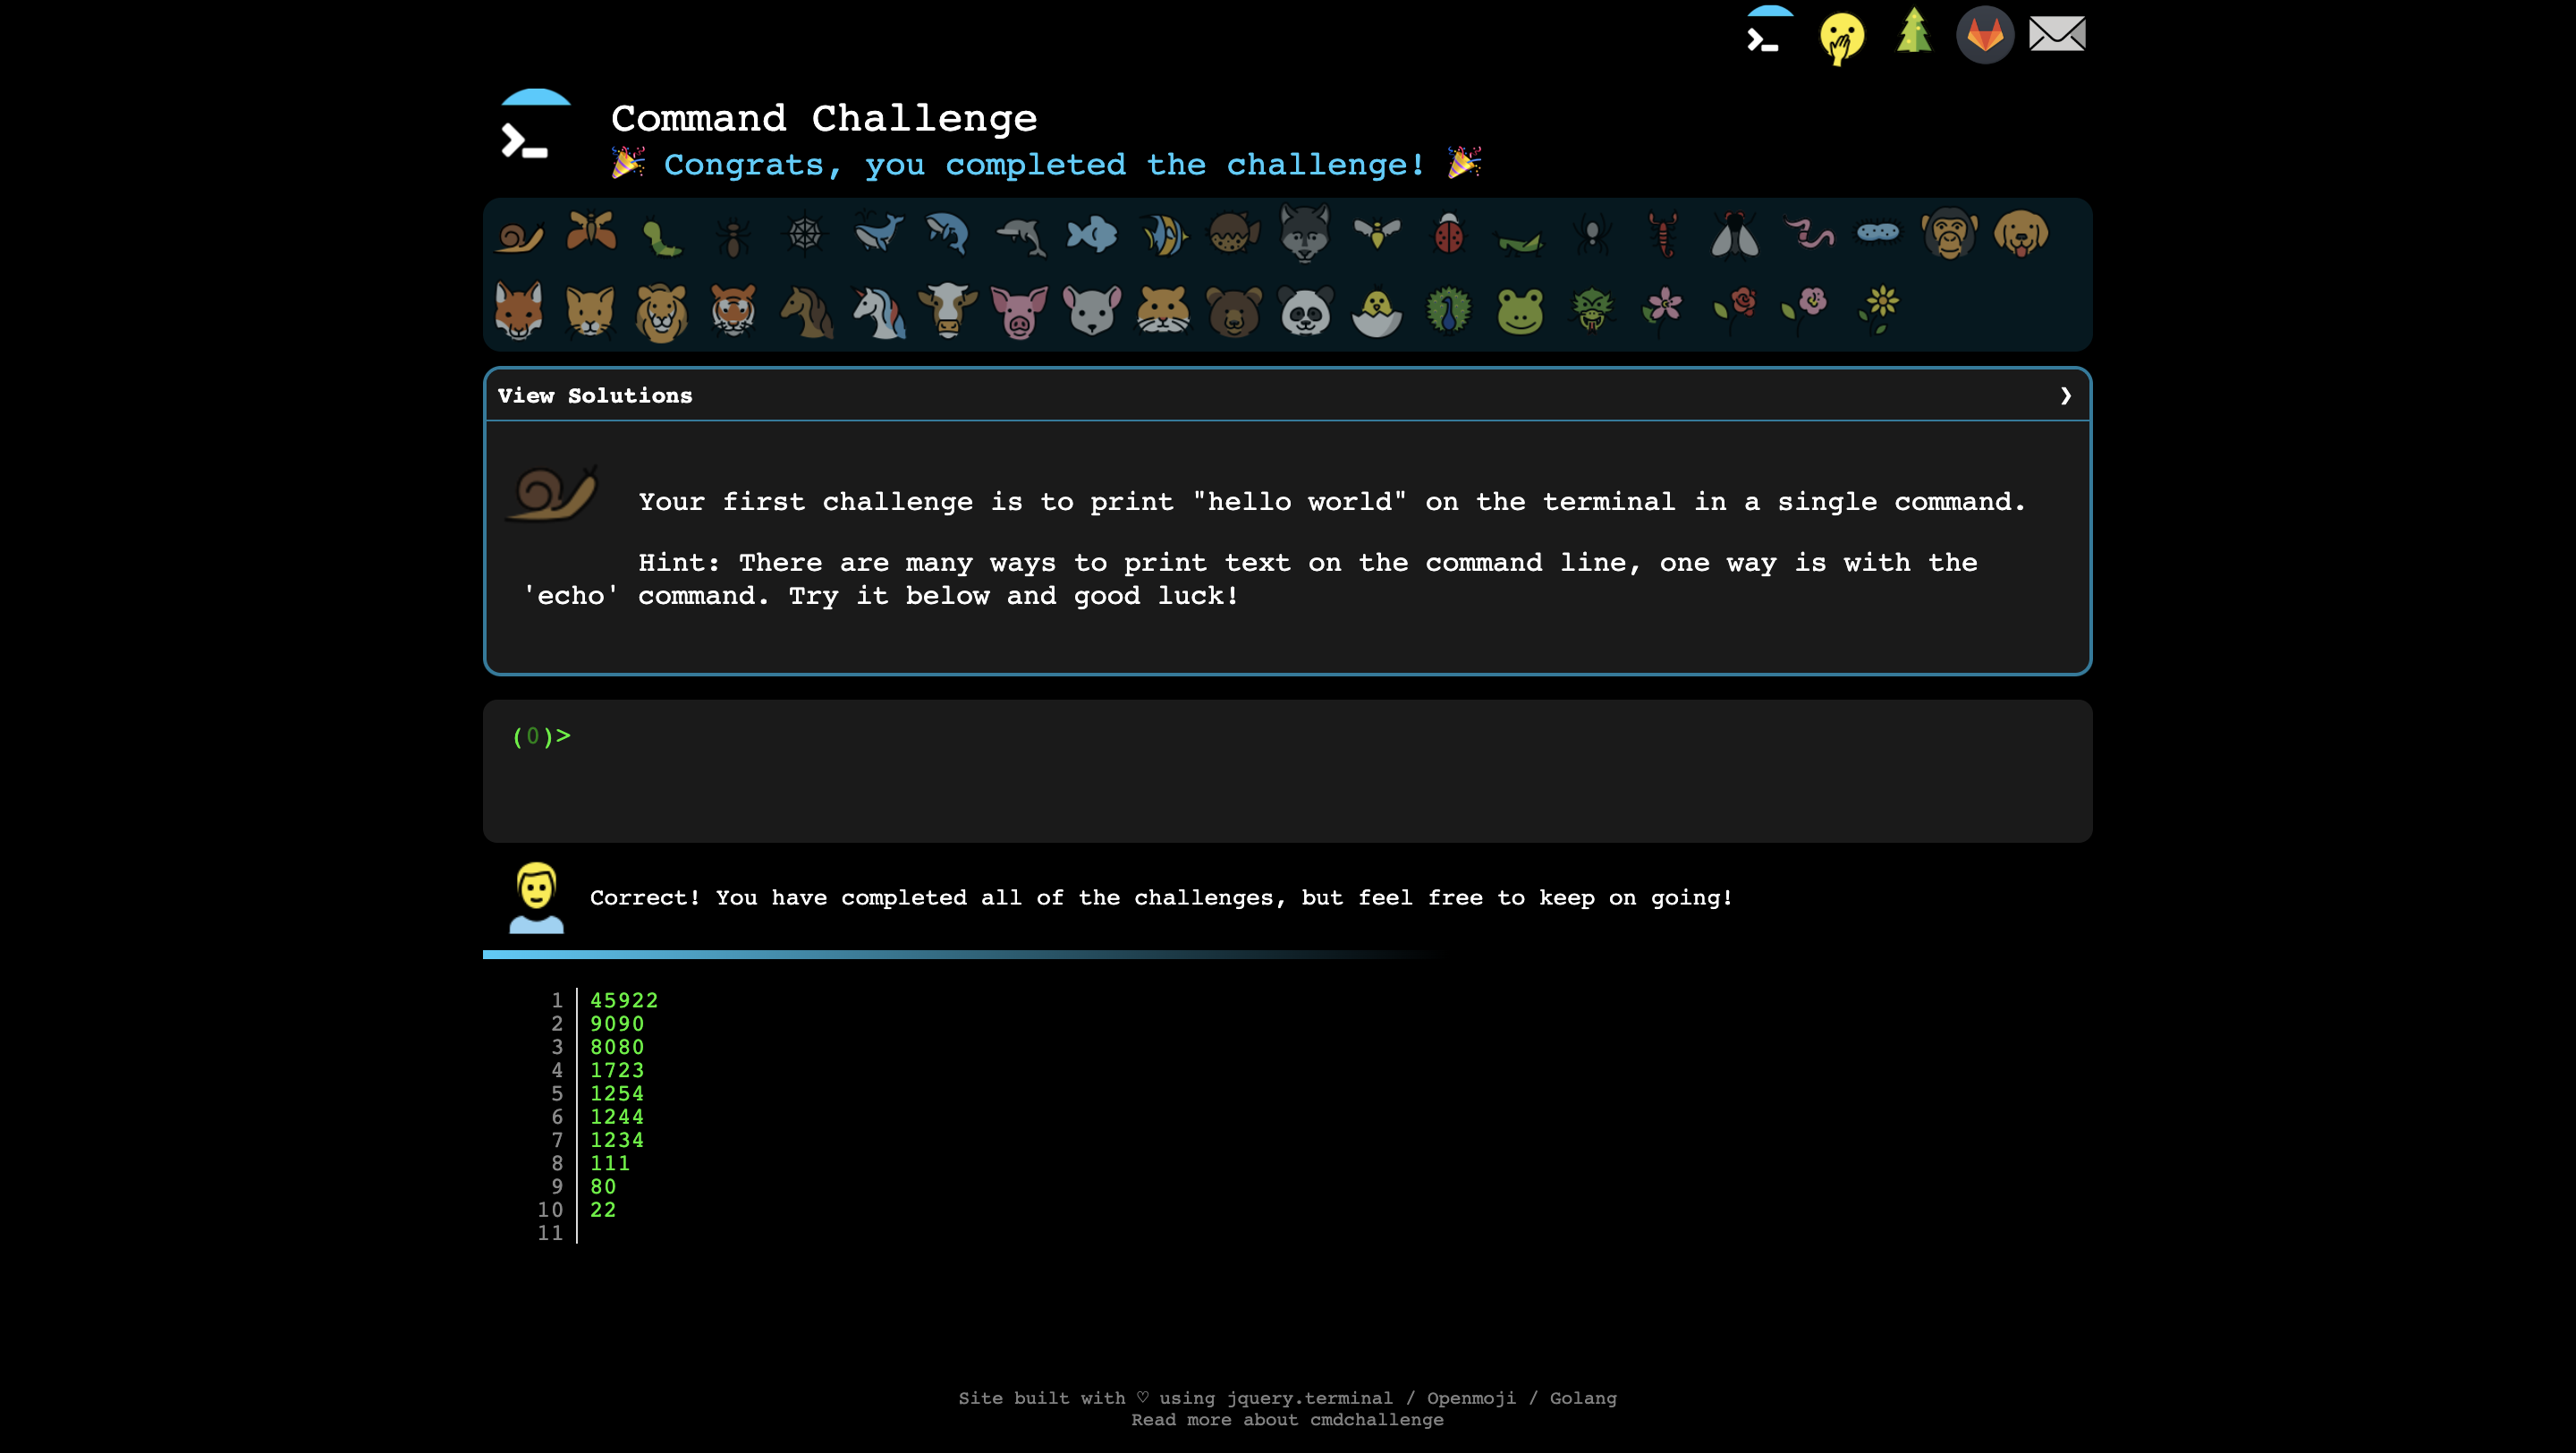 Command Challenge
🎉 Congrats, you completed the challenge! 🎉
View Solutions ❯
Your first challenge is to print "hello world" on the terminal in a single command.
Hint: There are many ways to print text on the command line, one way is with the
'echo' command. Try it below and good luck!
(0)>
Correct! You have completed all of the challenges, but feel free to keep on going!
1 45922
2 9090
3 8080
4 1723
5 1254
6 1244
7 1234
8 111
9 80
10 22
11
Site built with ♡ using jquery.terminal / Openmoji / Golang
Read more about cmdchallenge